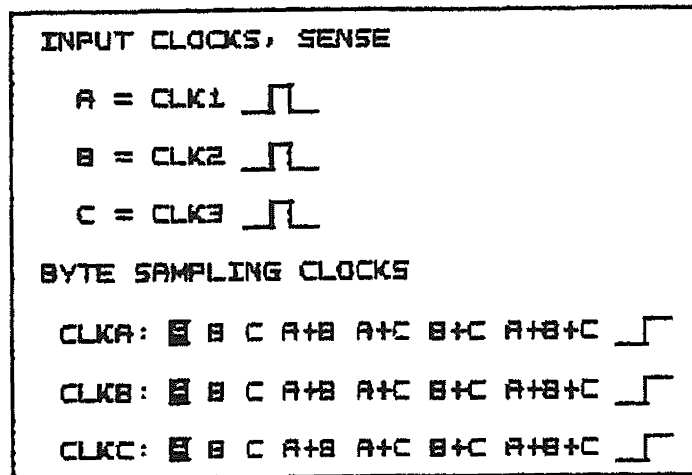 INPUT CLOCKS, SENSE
A = CLK1
B = CLK2
C = CLK3
BYTE SAMPLING CLOCKS
CLKA: A B C A+B A+C B+C A+B+C
CLKB: A B C A+B A+C B+C A+B+C
CLKC: A B C A+B A+C B+C A+B+C